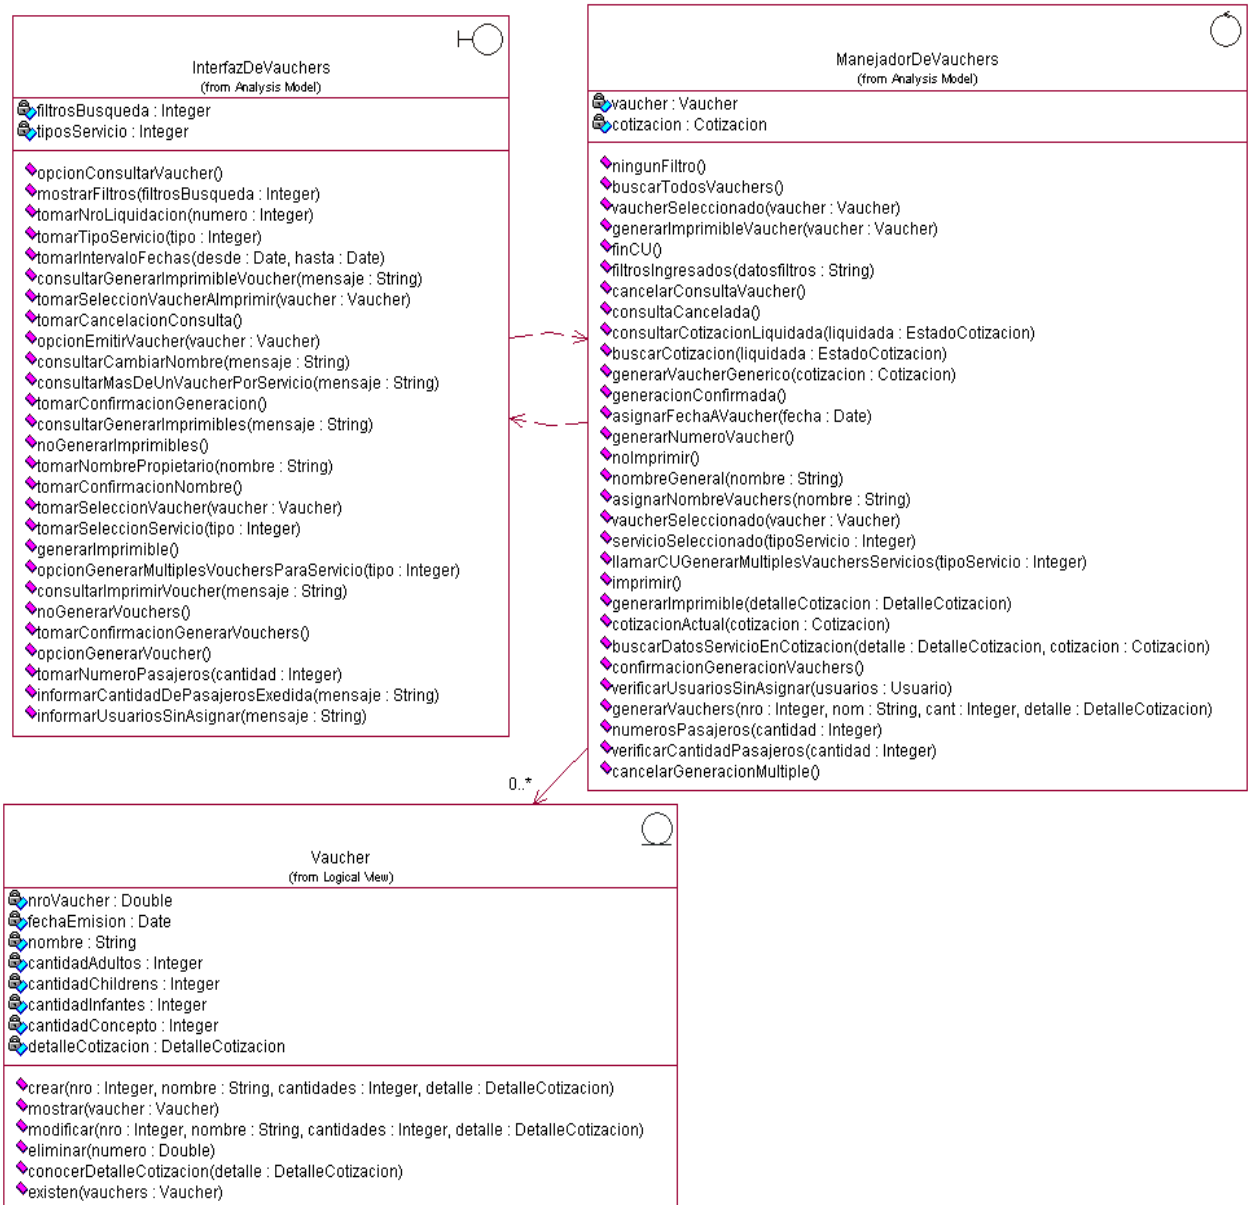 InterfazDeVauchers
(from Analysis Model)
filtrosBusqueda : Integer
tiposServicio : Integer
opcionConsultarVaucher()
mostrarFiltros(filtrosBusqueda : Integer)
tomarNroLiquidacion(numero : Integer)
tomarTipoServicio(tipo : Integer)
tomarIntervaloFechas(desde : Date, hasta : Date)
consultarGenerarImprimibleVoucher(mensaje : String)
tomarSeleccionVaucherAImprimir(vaucher : Vaucher)
tomarCancelacionConsulta()
opcionEmitirVaucher(vaucher : Vaucher)
consultarCambiarNombre(mensaje : String)
consultarMasDeUnVaucherPorServicio(mensaje : String)
tomarConfirmacionGeneracion()
consultarGenerarImprimibles(mensaje : String)
noGenerarImprimibles()
tomarNombrePropietario(nombre : String)
tomarConfirmacionNombre()
tomarSeleccionVaucher(vaucher : Vaucher)
tomarSeleccionServicio(tipo : Integer)
generarImprimible()
opcionGenerarMultiplesVouchersParaServicio(tipo : Integer)
consultarImprimirVoucher(mensaje : String)
noGenerarVouchers()
tomarConfirmacionGenerarVouchers()
opcionGenerarVoucher()
tomarNumeroPasajeros(cantidad : Integer)
informarCantidadDePasajerosExedida(mensaje : String)
informarUsuariosSinAsignar(mensaje : String)
ManejadorDeVauchers
(from Analysis Model)
vaucher : Vaucher
cotizacion : Cotizacion
ningunFiltro()
buscarTodosVauchers()
vaucherSeleccionado(vaucher : Vaucher)
generarImprimibleVaucher(vaucher : Vaucher)
finCU()
filtrosIngresados(datosfiltros : String)
cancelarConsultaVaucher()
consultaCancelada()
consultarCotizacionLiquidada(liquidada : EstadoCotizacion)
buscarCotizacion(liquidada : EstadoCotizacion)
generarVaucherGenerico(cotizacion : Cotizacion)
generacionConfirmada()
asignarFechaAVaucher(fecha : Date)
generarNumeroVaucher()
noImprimir()
nombreGeneral(nombre : String)
asignarNombreVauchers(nombre : String)
vaucherSeleccionado(vaucher : Vaucher)
servicioSeleccionado(tipoServicio : Integer)
llamarCUGenerarMultiplesVauchersServicios(tipoServicio : Integer)
imprimir()
generarImprimible(detalleCotizacion : DetalleCotizacion)
cotizacionActual(cotizacion : Cotizacion)
buscarDatosServicioEnCotizacion(detalle : DetalleCotizacion, cotizacion : Cotizacion)
confirmacionGeneracionVauchers()
verificarUsuariosSinAsignar(usuarios : Usuario)
generarVauchers(nro : Integer, nom : String, cant : Integer, detalle : DetalleCotizacion)
numerosPasajeros(cantidad : Integer)
verificarCantidadPasajeros(cantidad : Integer)
cancelarGeneracionMultiple()
0..*
Vaucher
(from Logical View)
nroVaucher : Double
fechaEmision : Date
nombre : String
cantidadAdultos : Integer
cantidadChildrens : Integer
cantidadInfantes : Integer
cantidadConcepto : Integer
detalleCotizacion : DetalleCotizacion
crear(nro : Integer, nombre : String, cantidades : Integer, detalle : DetalleCotizacion)
mostrar(vaucher : Vaucher)
modificar(nro : Integer, nombre : String, cantidades : Integer, detalle : DetalleCotizacion)
eliminar(numero : Double)
conocerDetalleCotizacion(detalle : DetalleCotizacion)
existen(vauchers : Vaucher)